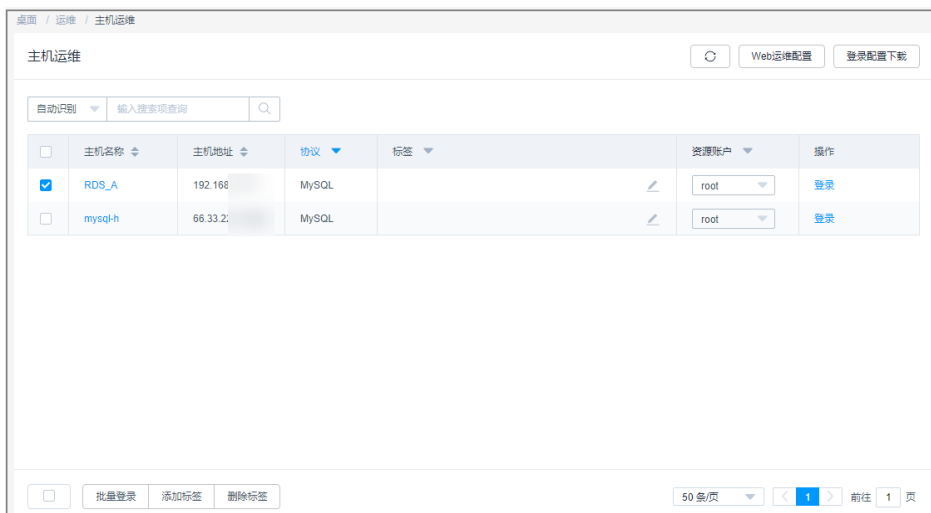 桌面 / 运维 / 主机运维
主机运维
Web运维配置
登录配置下载
自动识别
输入搜索项查询
主机名称 主机地址 协议 标签 资源账户 操作
RDS_A 192.168 MySQL root 登录
mysql-h 66.33.22 MySQL root 登录
批量登录 添加标签 删除标签 50 条/页 1 前往 1 页